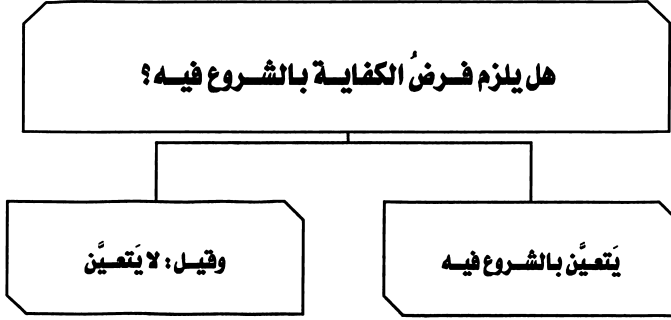 هل يلزم فرضُ الكفاية بالشروع فيه؟
يَتعيَّن بالشروع فيه
وقيل: لا يَتعيَّن